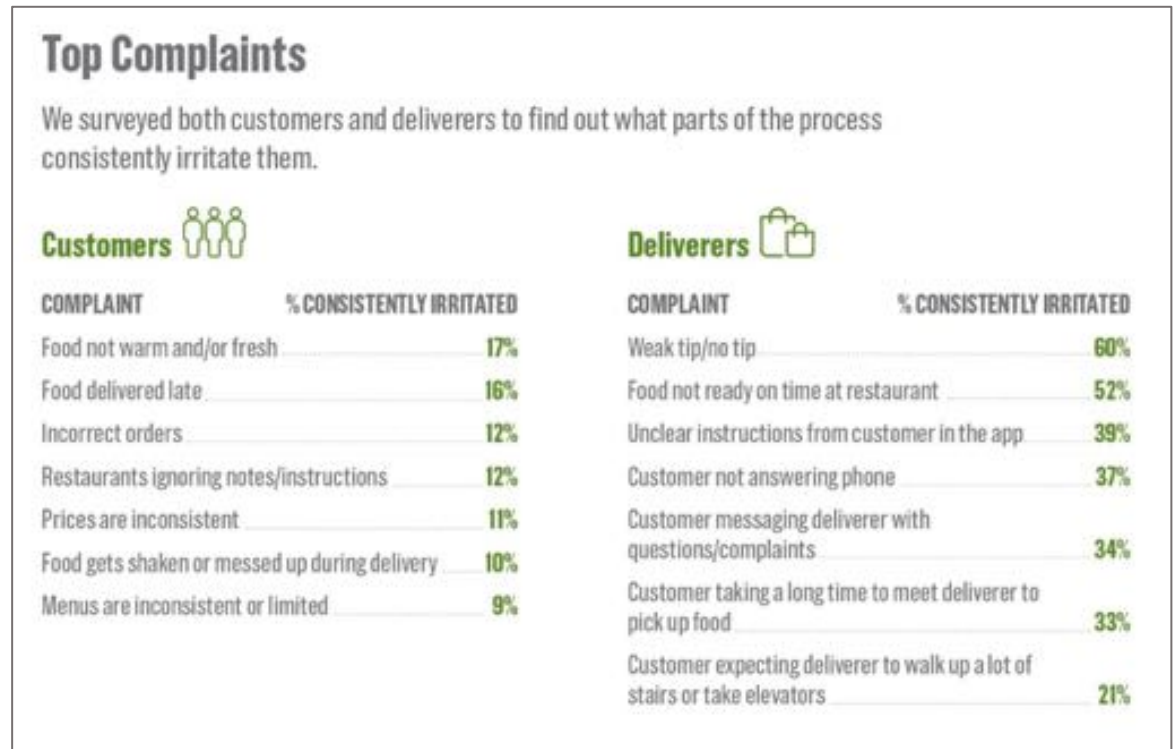 Top Complaints
We surveyed both customers and deliverers to find out what parts of the process
consistently irritate them.
Customers
COMPLAINT % CONSISTENTLY IRRITATED
Food not warm and/or fresh 17%
Food delivered late 16%
Incorrect orders 12%
Restaurants ignoring notes/instructions 12%
Prices are inconsistent 11%
Food gets shaken or messed up during delivery 10%
Menus are inconsistent or limited 9%
Deliverers
COMPLAINT % CONSISTENTLY IRRITATED
Weak tip/no tip 60%
Food not ready on time at restaurant 52%
Unclear instructions from customer in the app 39%
Customer not answering phone 37%
Customer messaging deliverer with
questions/complaints 34%
Customer taking a long time to meet deliverer to
pick up food 33%
Customer expecting deliverer to walk up a lot of
stairs or take elevators 21%